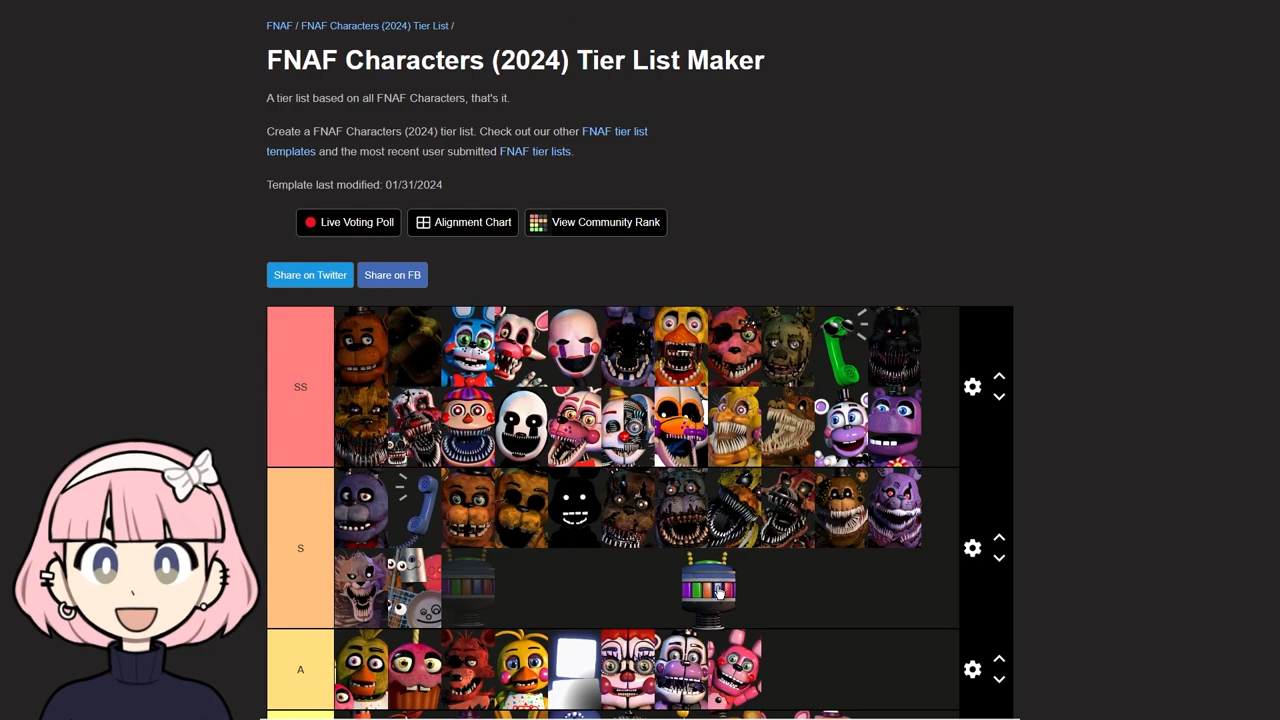 FNAF / FNAF Characters (2024) Tier List /
FNAF Characters (2024) Tier List Maker
A tier list based on all FNAF Characters, that's it.
Create a FNAF Characters (2024) tier list. Check out our other FNAF tier list
templates and the most recent user submitted FNAF tier lists.
Template last modified: 01/31/2024
Live Voting Poll
Alignment Chart
View Community Rank
Share on Twitter
Share on FB
SS
S
A